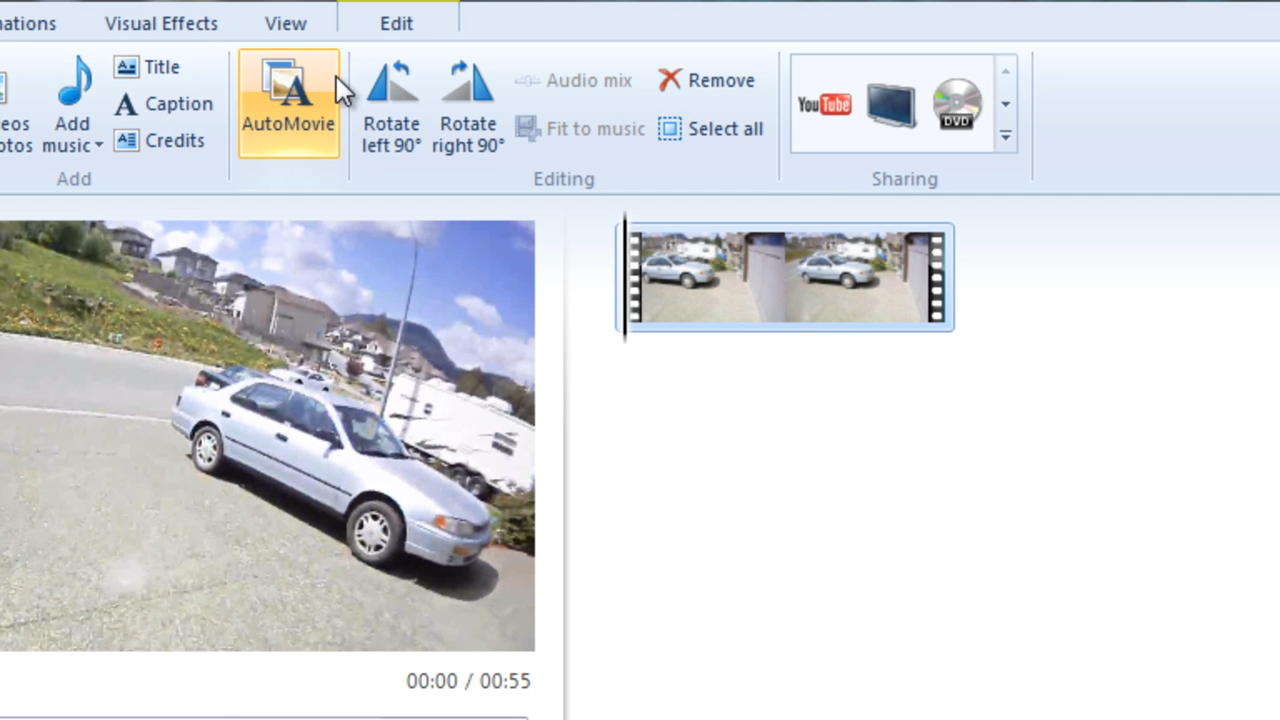 nations Visual Effects View Edit
Title
Caption
Credits
eos
otos
Add
music
AutoMovie
Rotate
left 90°
Rotate
right 90°
Audio mix
Fit to music
Remove
Select all
YouTube
DVD
Add
Editing
Sharing
00:00 / 00:55